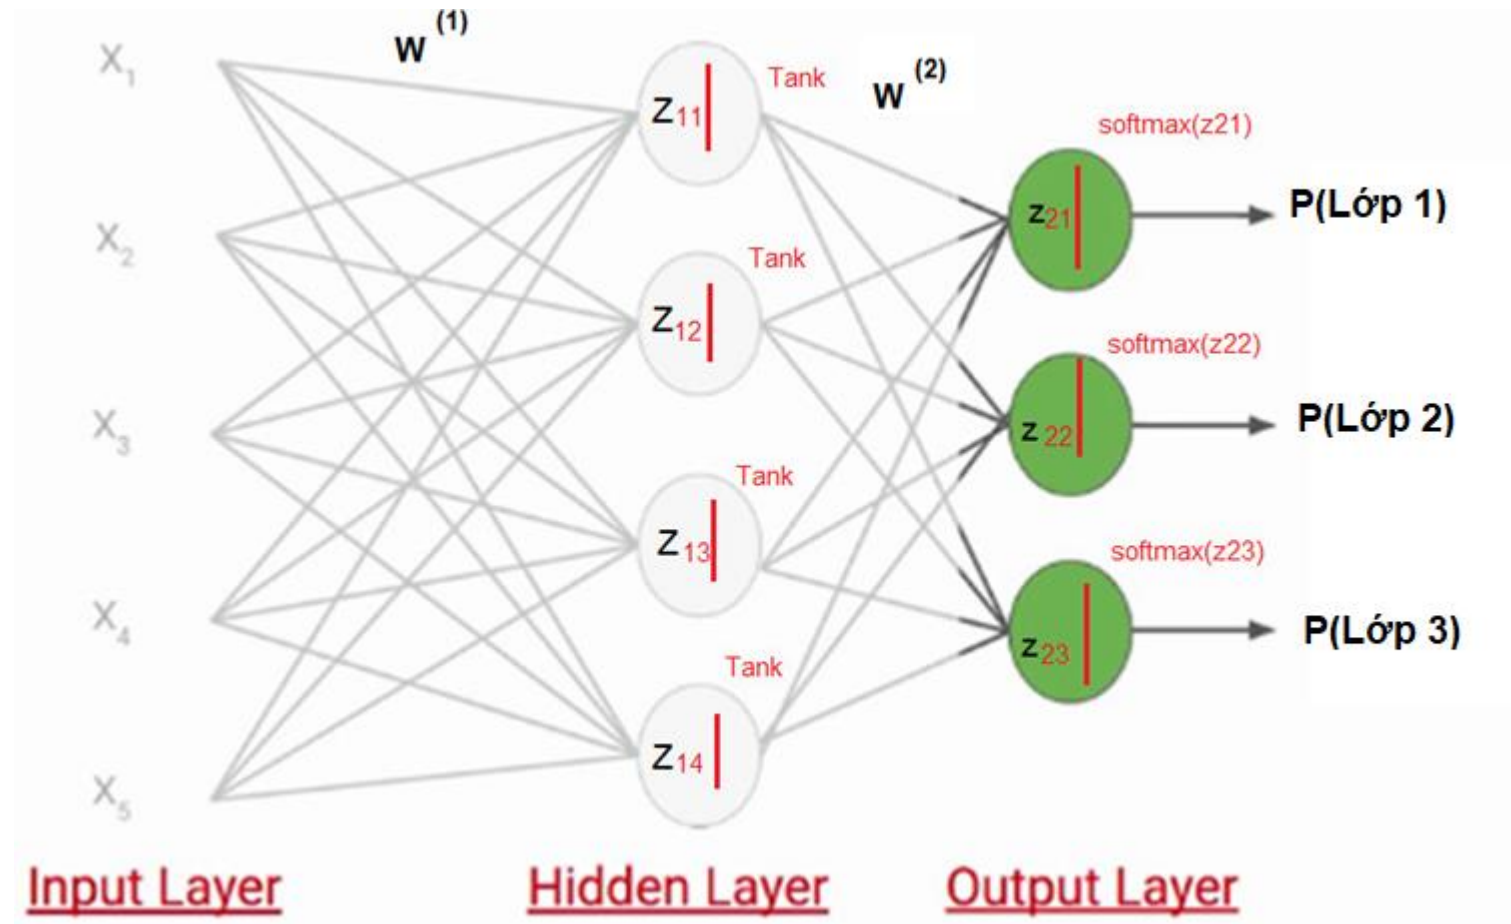 X1
X2
X3
X4
X5
W (1)
Z11
Tank
Z12
Tank
Z13
Tank
Z14
Tank
W (2)
softmax(z21)
z21
P(Lớp 1)
softmax(z22)
z 22
P(Lớp 2)
softmax(z23)
z23
P(Lớp 3)
Input Layer
Hidden Layer
Output Layer